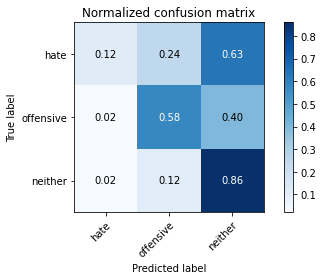 Normalized confusion matrix
True label
hate 0.12 0.24 0.63
offensive 0.02 0.58 0.40
neither 0.02 0.12 0.86
hate offensive neither
Predicted label
0.8
0.7
0.6
0.5
0.4
0.3
0.2
0.1